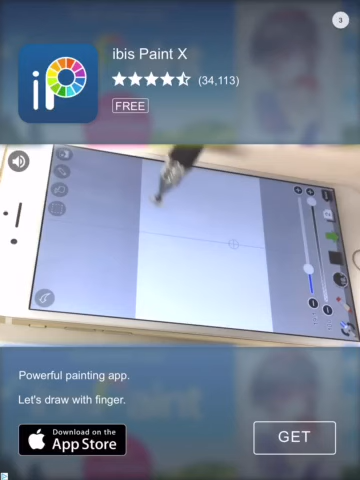 3
ibis Paint X
(34,113)
FREE
iP
Powerful painting app.
Let's draw with finger.
Download on the
App Store
GET